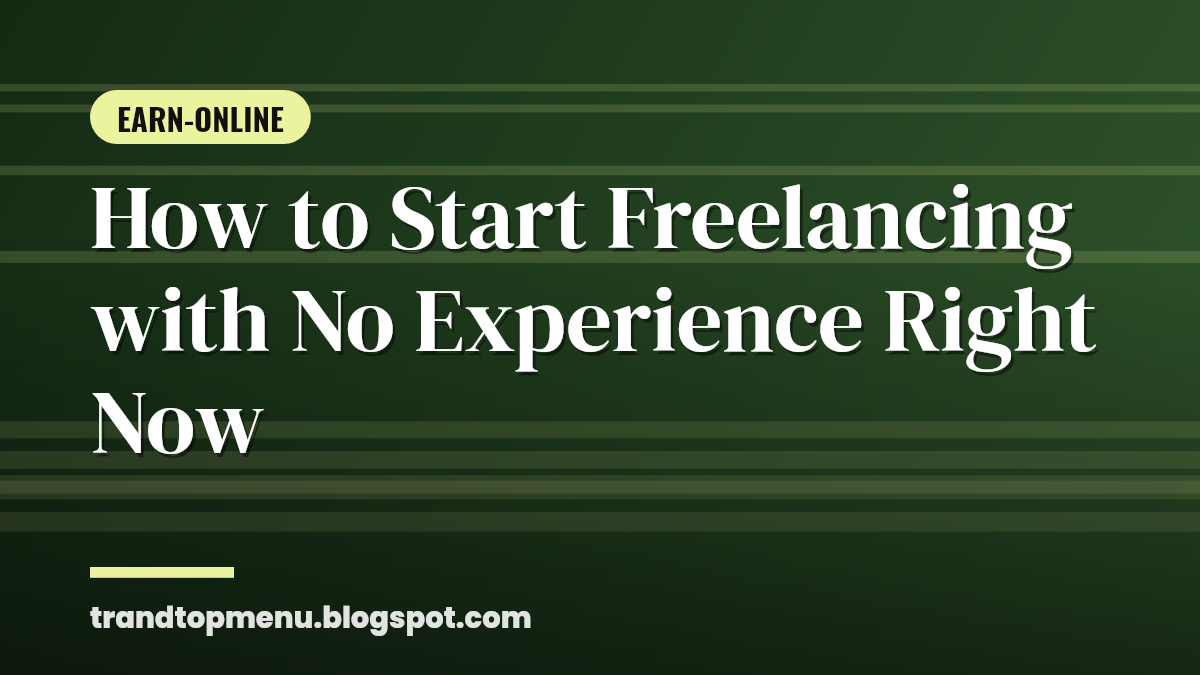 EARN-ONLINE
How to Start Freelancing
with No Experience Right
Now
trandtopmenu.blogspot.com